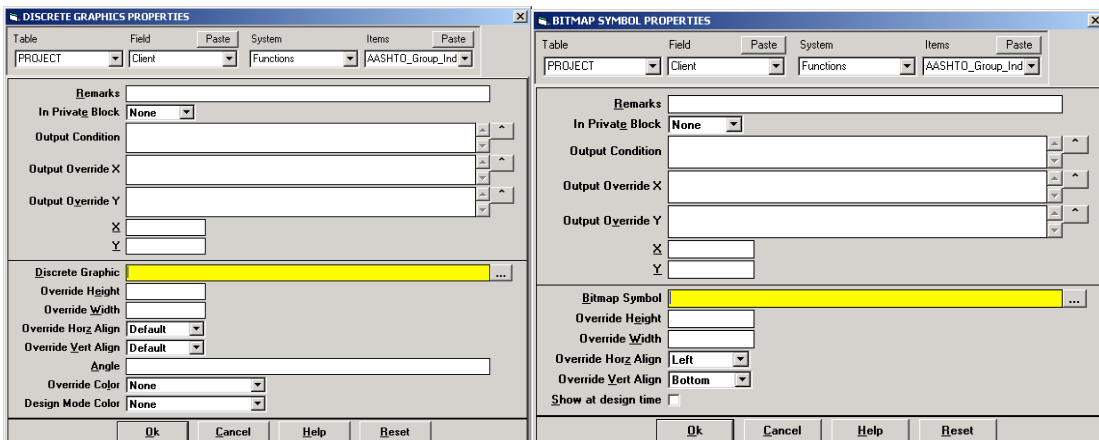 DISCRETE GRAPHICS PROPERTIES
Table Field Paste System Items Paste
PROJECT Client Functions AASHTO_Group_Ind
Remarks
In Private Block None
Output Condition ^
Output Override X ^
Output Override Y ^
X
Y
Discrete Graphic ...
Override Height
Override Width
Override Horz Align Default
Override Vert Align Default
Angle
Override Color None
Design Mode Color None
Ok Cancel Help Reset
BITMAP SYMBOL PROPERTIES
Table Field Paste System Items Paste
PROJECT Client Functions AASHTO_Group_Ind
Remarks
In Private Block None
Output Condition ^
Output Override X ^
Output Override Y ^
X
Y
Bitmap Symbol ...
Override Height
Override Width
Override Horz Align Left
Override Vert Align Bottom
Show at design time
Ok Cancel Help Reset